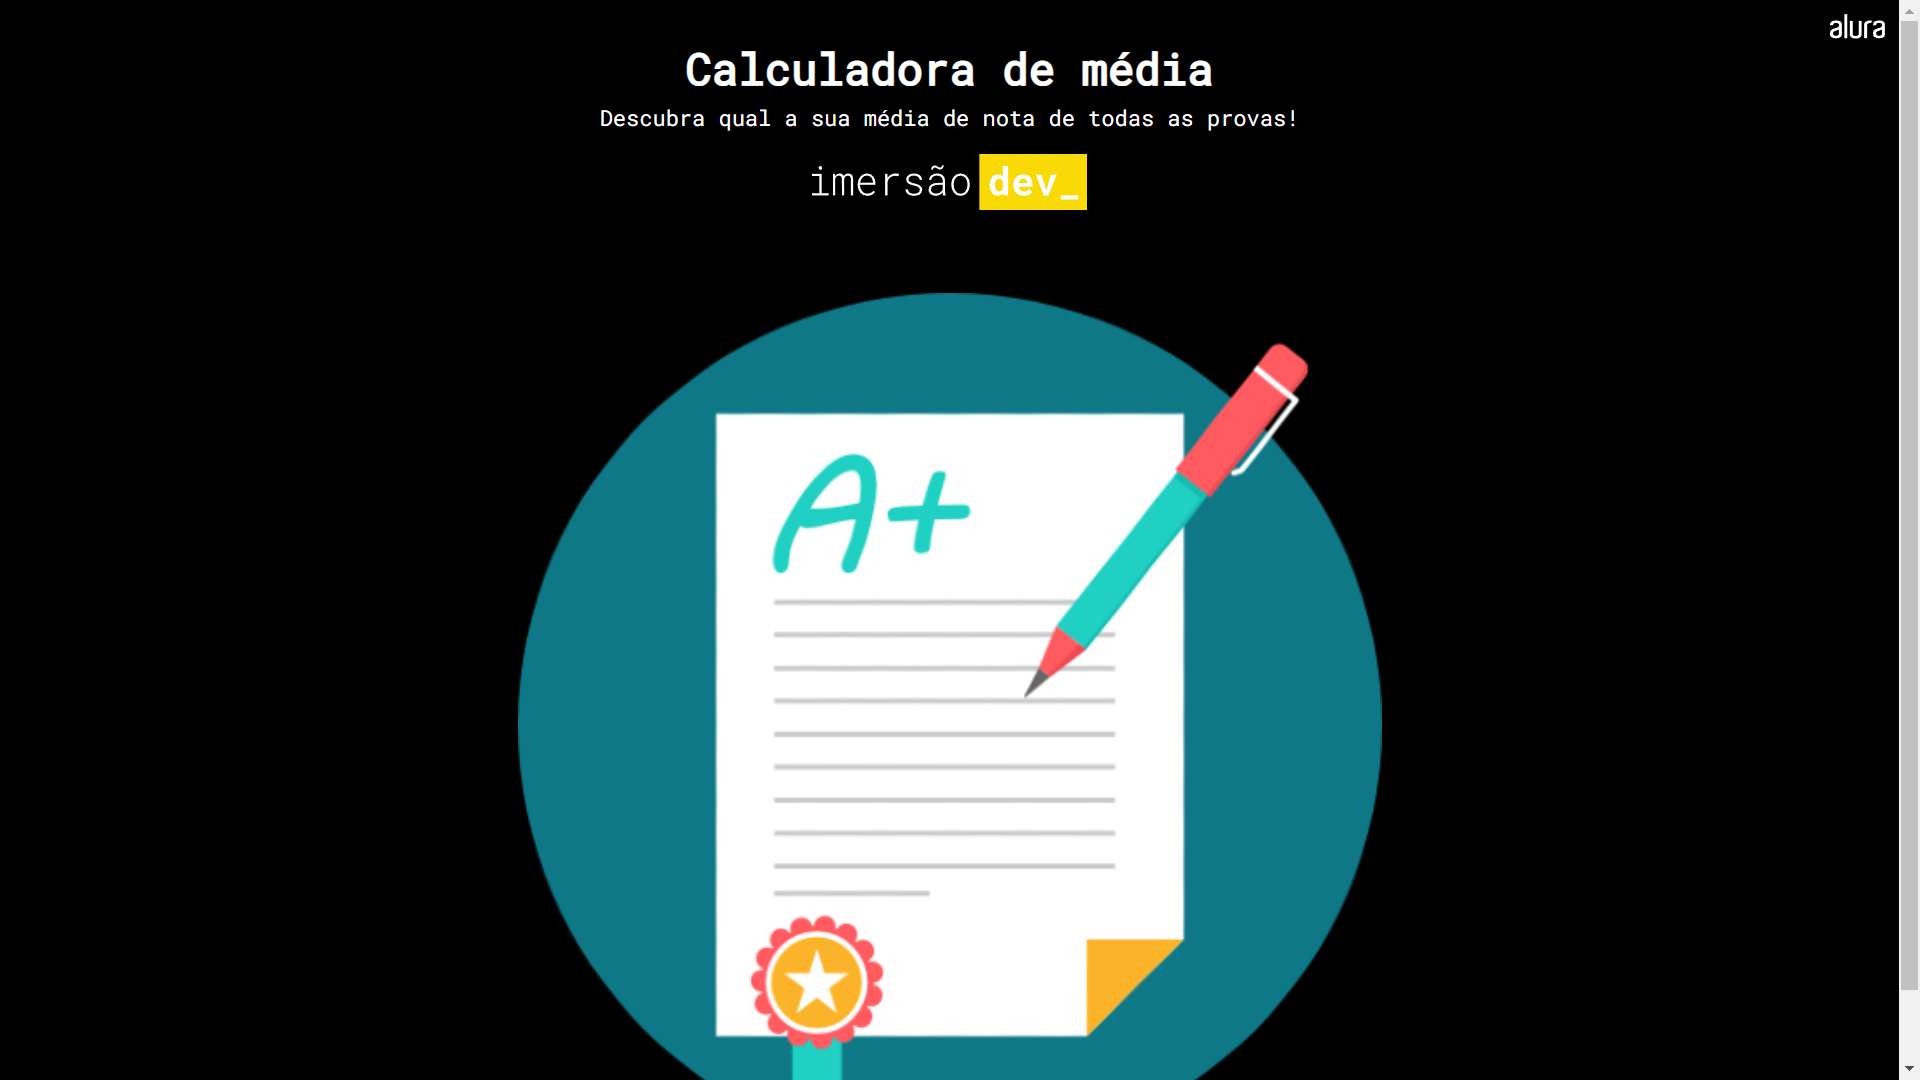 alura
Calculadora de média
Descubra qual a sua média de nota de todas as provas!
imersão dev_
A+